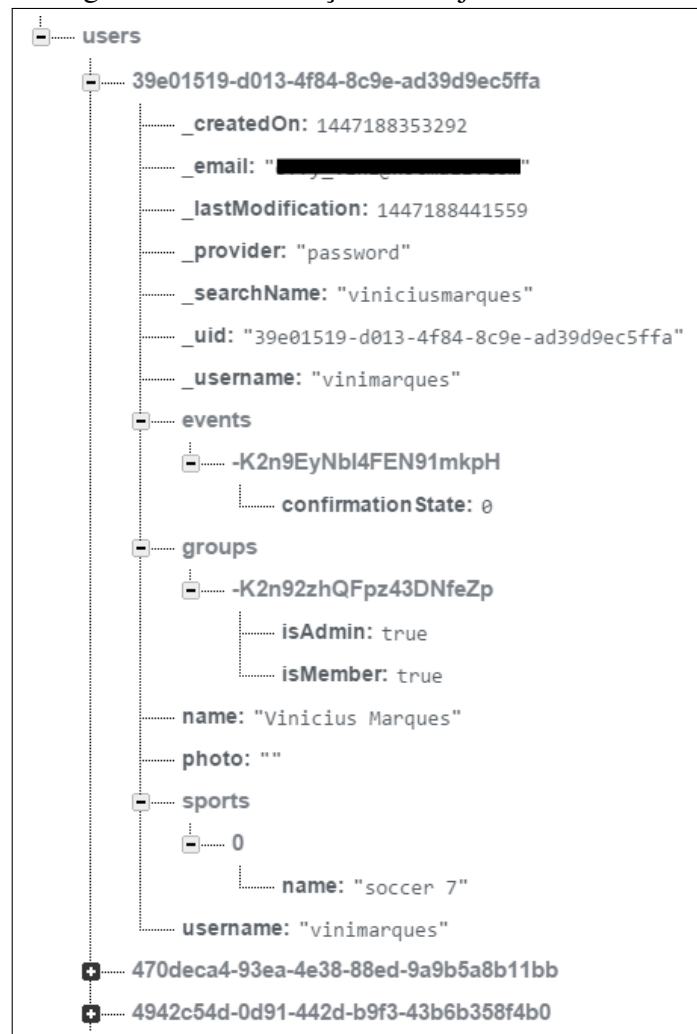 users
39e01519-d013-4f84-8c9e-ad39d9ec5ffa
_createdOn: 1447188353292
_email: " "
_lastModification: 1447188441559
_provider: "password"
_searchName: "viniciusmarques"
_uid: "39e01519-d013-4f84-8c9e-ad39d9ec5ffa"
_username: "vinimarques"
events
-K2n9EyNbI4FEN91mkpH
confirmationState: 0
groups
-K2n92zhQFpz43DNfeZp
isAdmin: true
isMember: true
name: "Vinicius Marques"
photo: ""
sports
0
name: "soccer 7"
username: "vinimarques"
470deca4-93ea-4e38-88ed-9a9b5a8b11bb
4942c54d-0d91-442d-b9f3-43b6b358f4b0